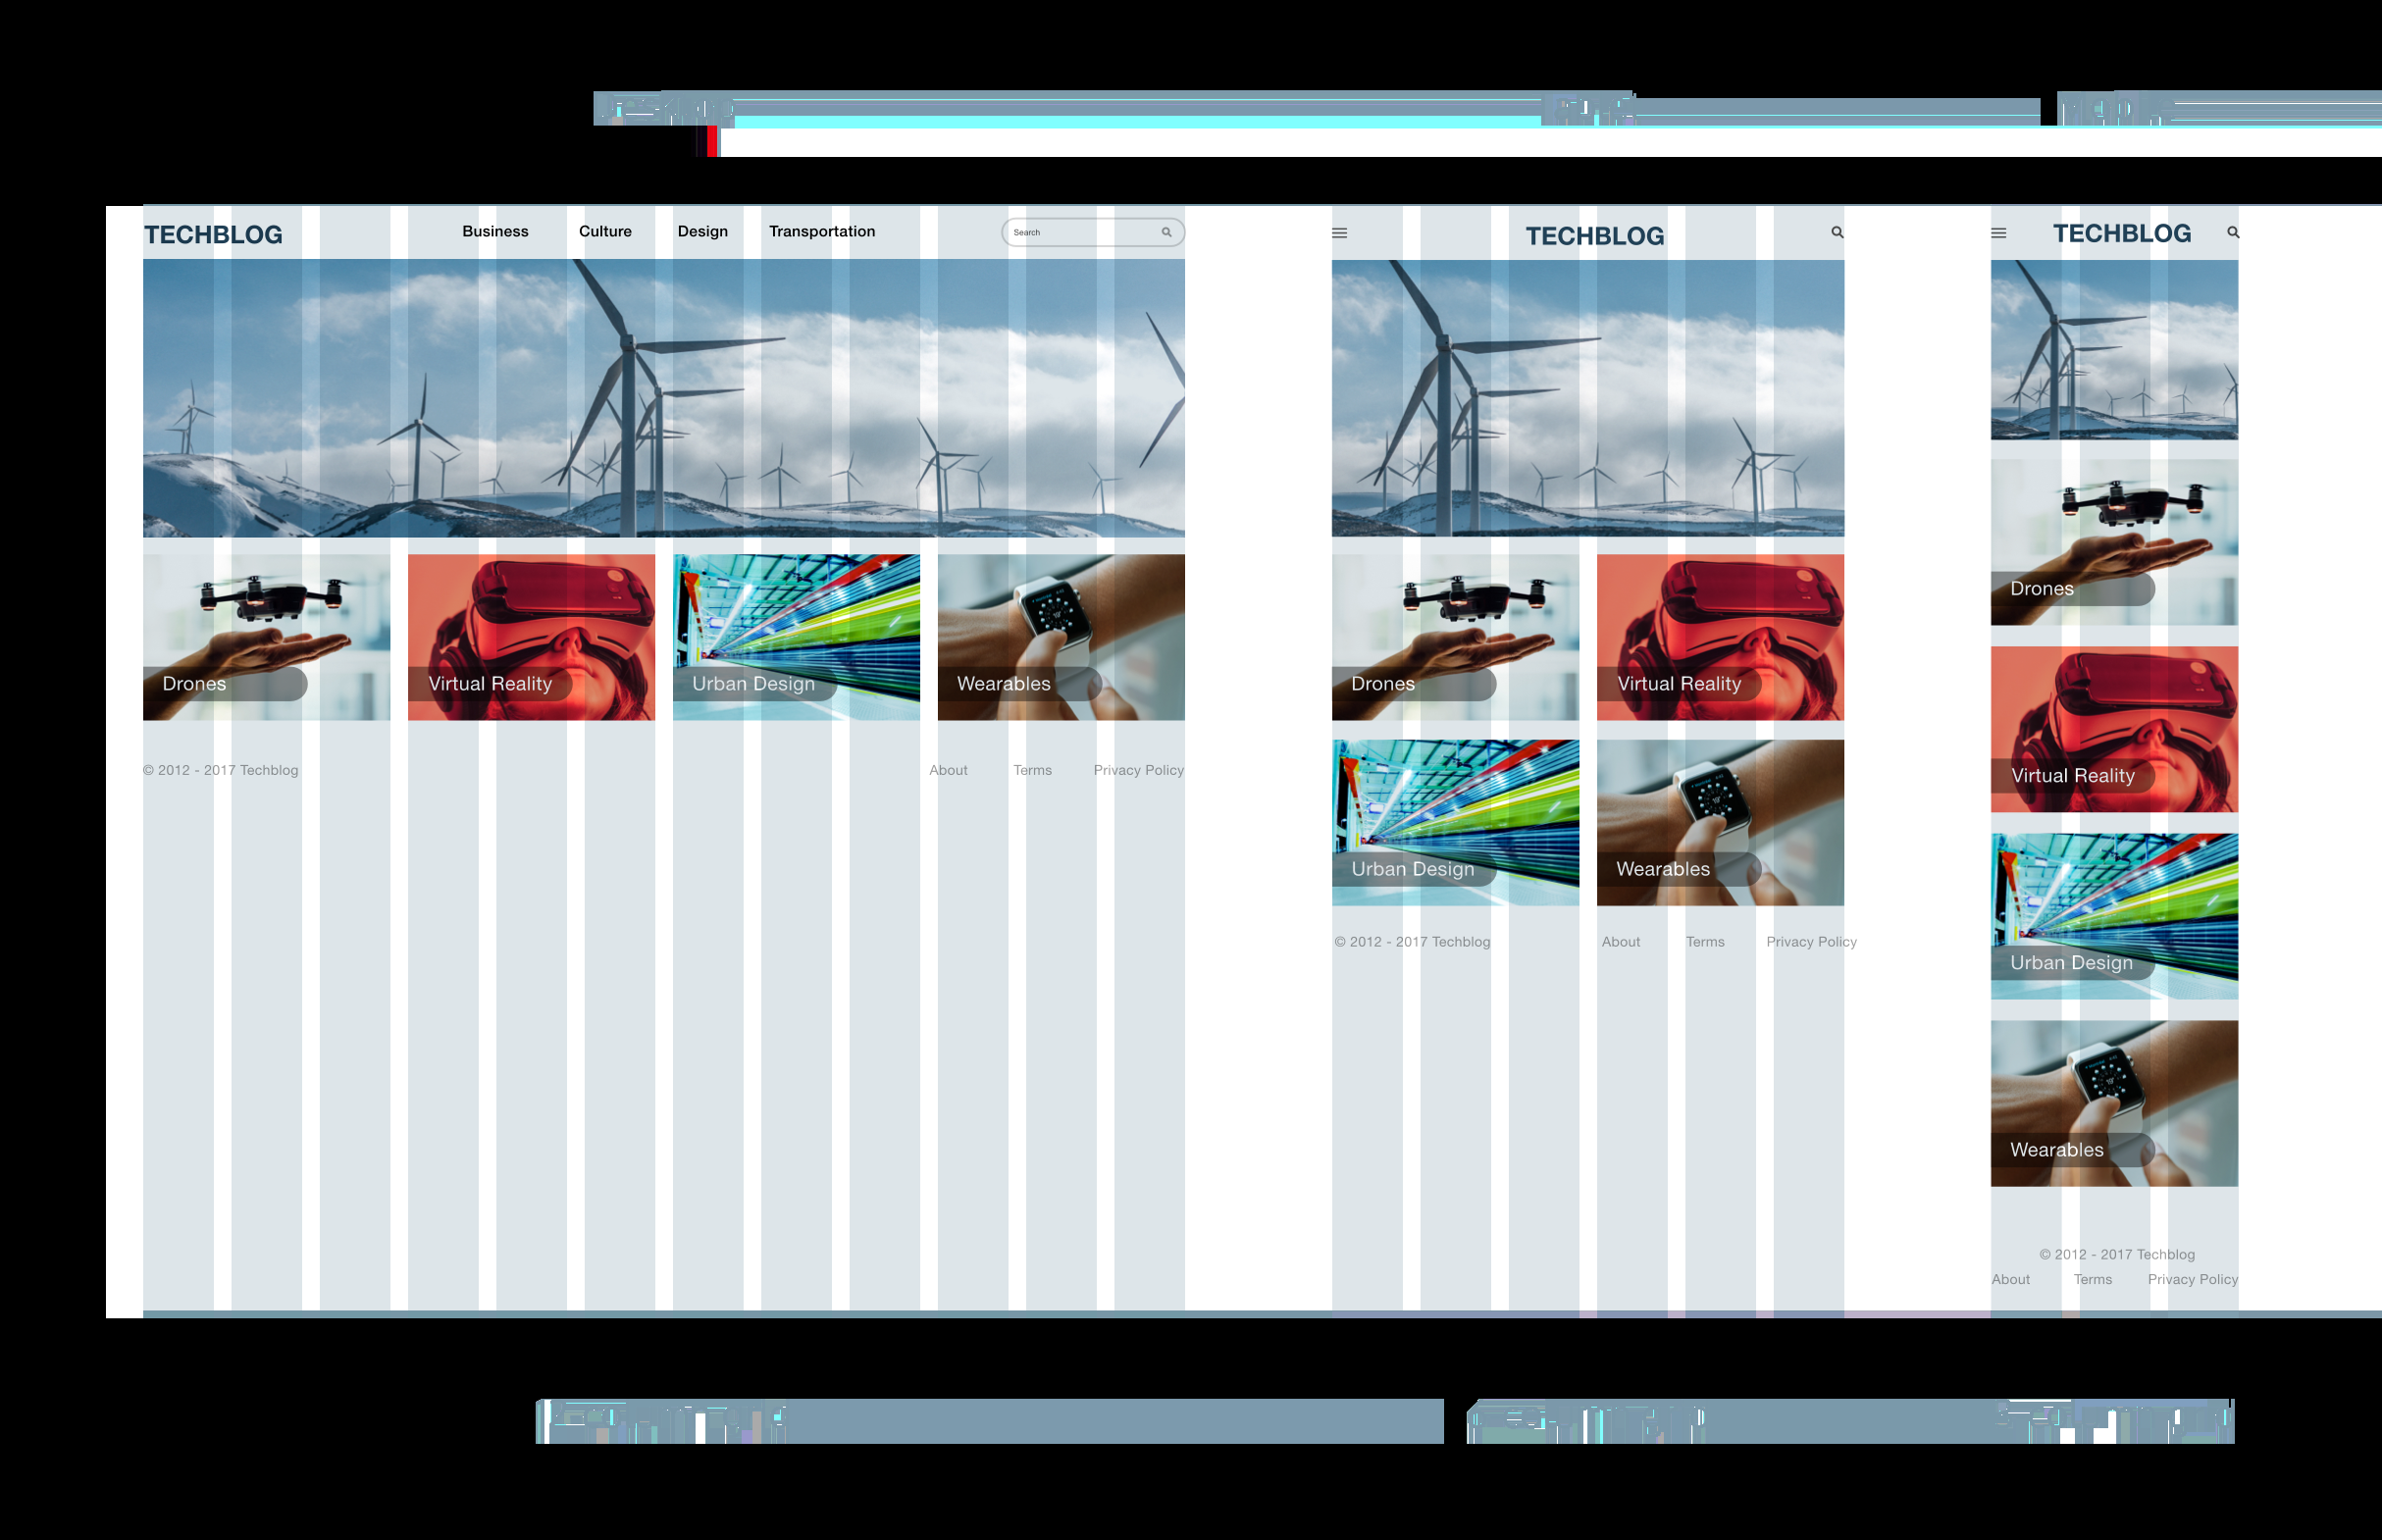 TECHBLOG Business Culture Design Transportation Search
Drones Virtual Reality Urban Design Wearables
© 2012 - 2017 Techblog About Terms Privacy Policy
TECHBLOG
Drones Virtual Reality
Urban Design Wearables
© 2012 - 2017 Techblog About Terms Privacy Policy
TECHBLOG
Drones
Virtual Reality
Urban Design
Wearables
© 2012 - 2017 Techblog
About Terms Privacy Policy